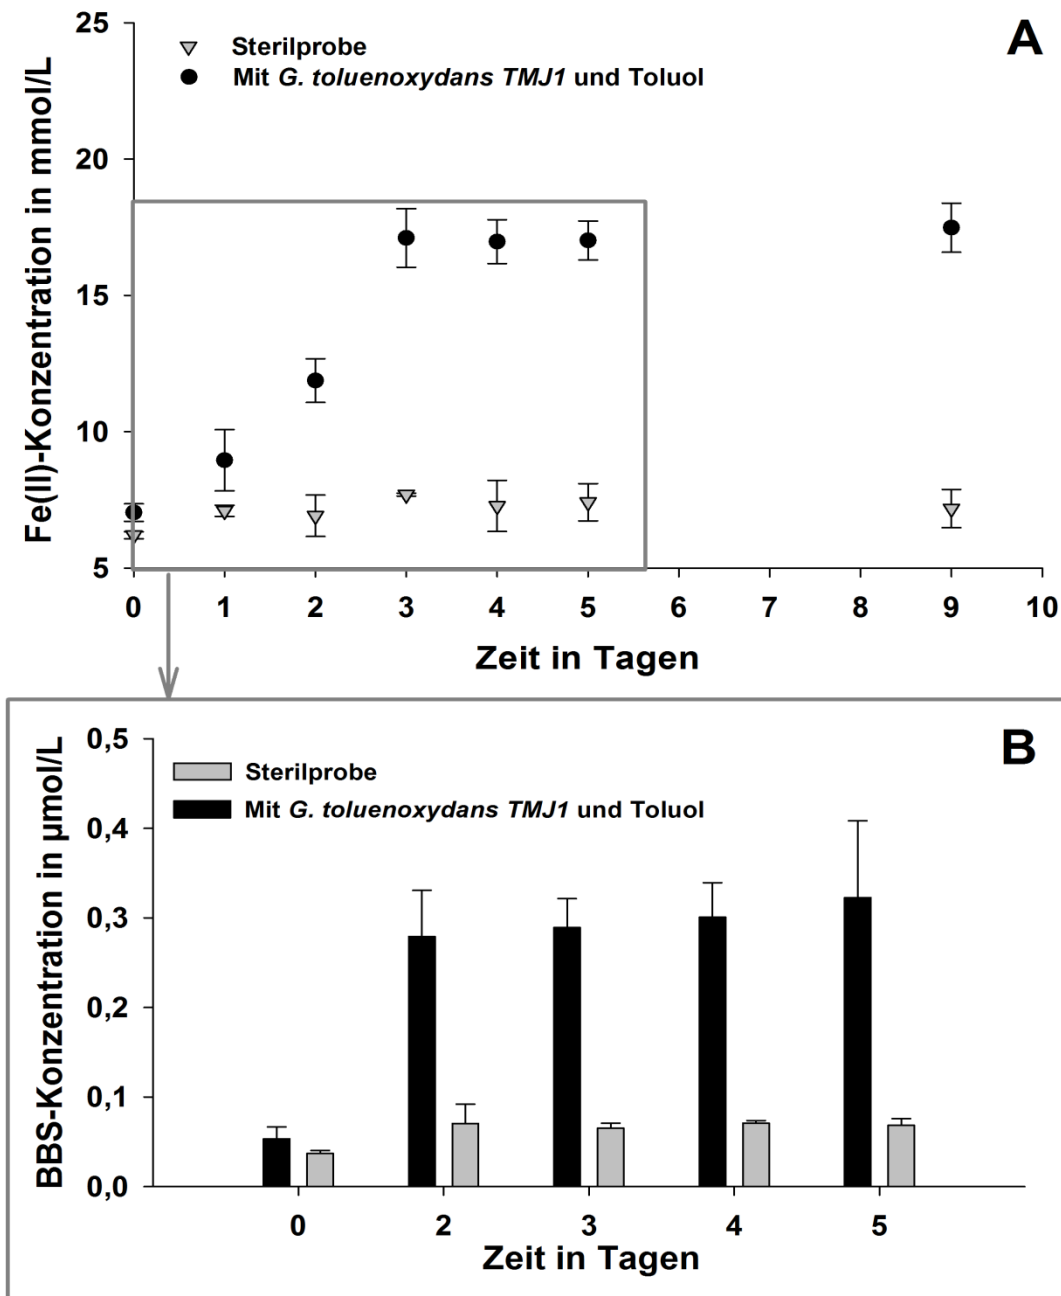 A
Sterilprobe
Mit G. toluenoxydans TMJ1 und Toluol
Fe(II)-Konzentration in mmol/L
25
20
15
10
5
0 1 2 3 4 5 6 7 8 9 10
Zeit in Tagen
B
Sterilprobe
Mit G. toluenoxydans TMJ1 und Toluol
BBS-Konzentration in µmol/L
0,5
0,4
0,3
0,2
0,1
0,0
0 2 3 4 5
Zeit in Tagen